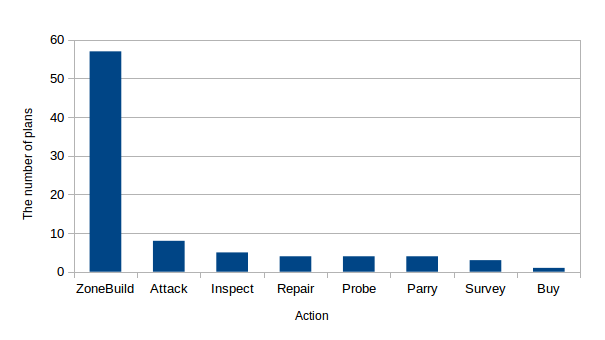 60
50
40
30
20
10
0
The number of plans
ZoneBuild Attack Inspect Repair Probe Parry Survey Buy
Action